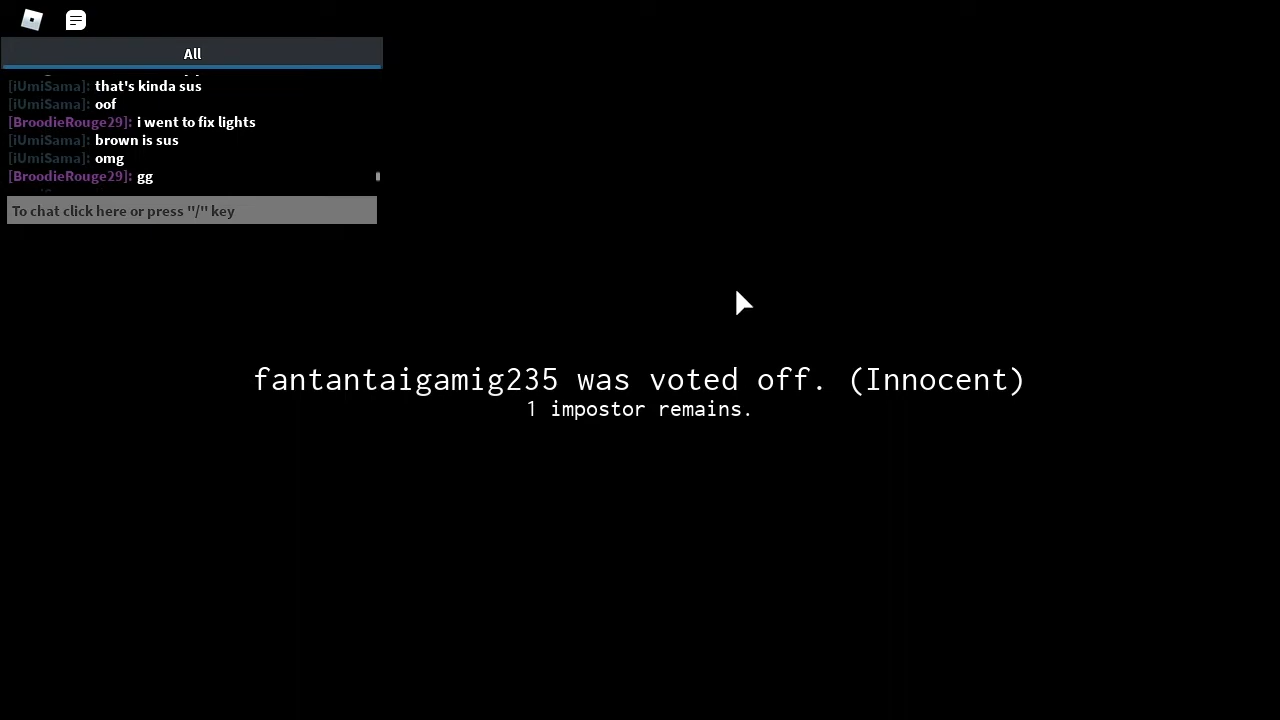 All
[iUmiSama]: that's kinda sus
[iUmiSama]: oof
[BroodieRouge29]: i went to fix lights
[iUmiSama]: brown is sus
[iUmiSama]: omg
[BroodieRouge29]: gg
To chat click here or press "/" key
fantantaigamig235 was voted off. (Innocent)
1 impostor remains.